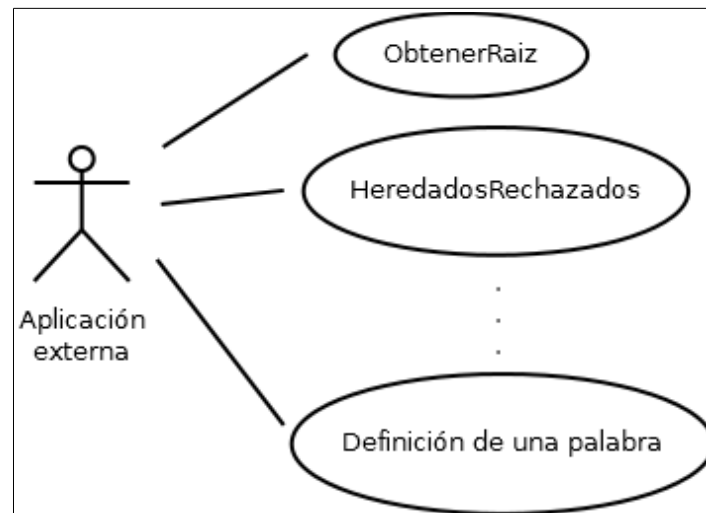 ObtenerRaiz
HeredadosRechazados
.
.
.
Aplicación
externa
Definición de una palabra